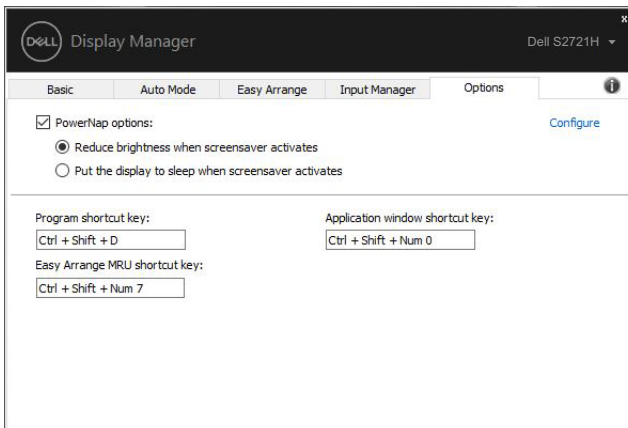 x
DELL Display Manager Dell S2721H
Basic Auto Mode Easy Arrange Input Manager Options
PowerNap options: Configure
Reduce brightness when screensaver activates
Put the display to sleep when screensaver activates
Program shortcut key: Application window shortcut key:
Ctrl + Shift + D Ctrl + Shift + Num 0
Easy Arrange MRU shortcut key:
Ctrl + Shift + Num 7